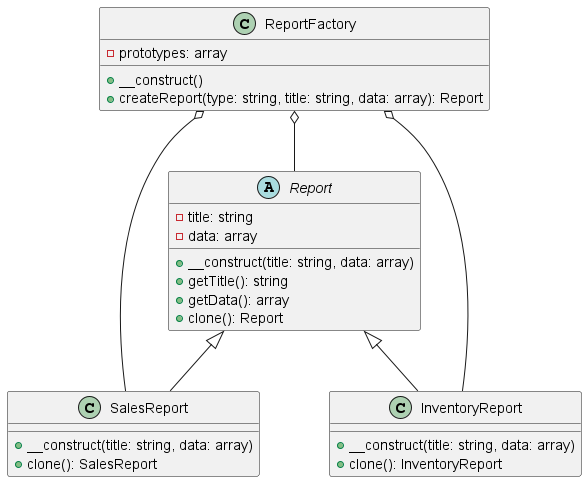 C ReportFactory
prototypes: array
__construct()
createReport(type: string, title: string, data: array): Report
A Report
title: string
data: array
__construct(title: string, data: array)
getTitle(): string
getData(): array
clone(): Report
C SalesReport
__construct(title: string, data: array)
clone(): SalesReport
C InventoryReport
__construct(title: string, data: array)
clone(): InventoryReport